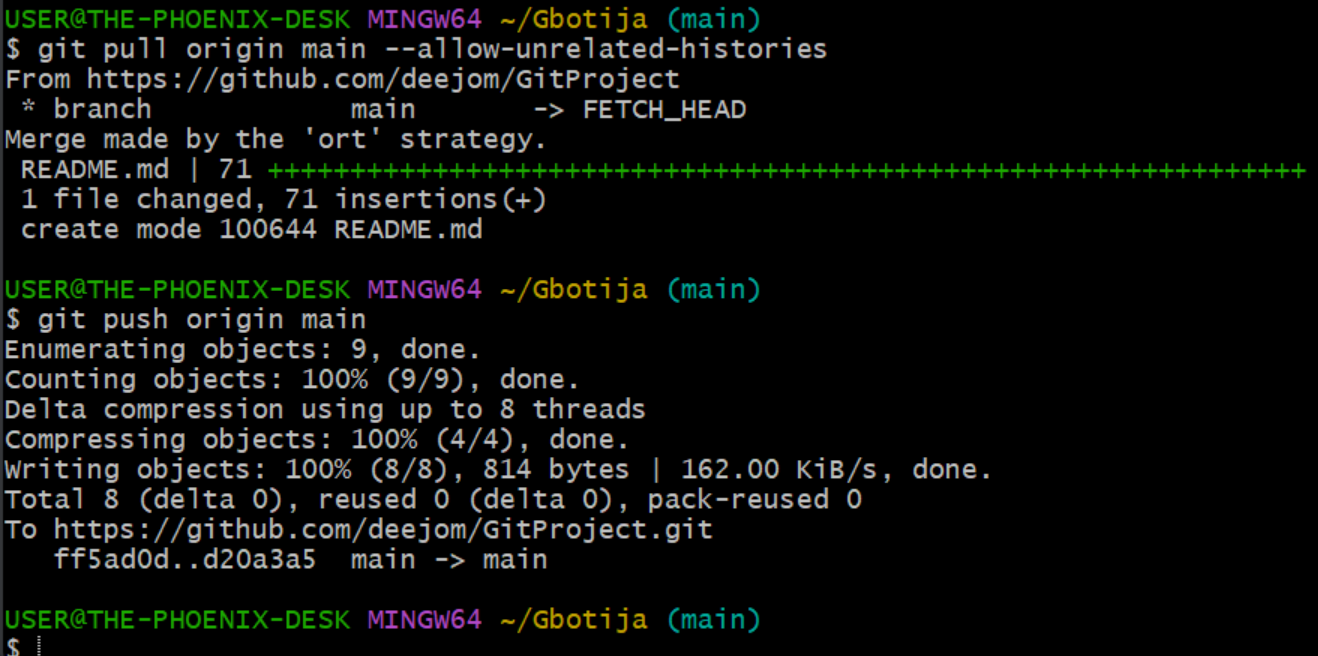 USER@THE-PHOENIX-DESK MINGW64 ~/Gbotija (main)
$ git pull origin main --allow-unrelated-histories
From https://github.com/deejom/GitProject
 * branch            main       -> FETCH_HEAD
Merge made by the 'ort' strategy.
 README.md | 71 +++++++++++++++++++++++++++++++++++++++++++++++++++++++++++++++
 1 file changed, 71 insertions(+)
 create mode 100644 README.md
USER@THE-PHOENIX-DESK MINGW64 ~/Gbotija (main)
$ git push origin main
Enumerating objects: 9, done.
Counting objects: 100% (9/9), done.
Delta compression using up to 8 threads
Compressing objects: 100% (4/4), done.
Writing objects: 100% (8/8), 814 bytes | 162.00 KiB/s, done.
Total 8 (delta 0), reused 0 (delta 0), pack-reused 0
To https://github.com/deejom/GitProject.git
   ff5ad0d..d20a3a5  main -> main
USER@THE-PHOENIX-DESK MINGW64 ~/Gbotija (main)
$